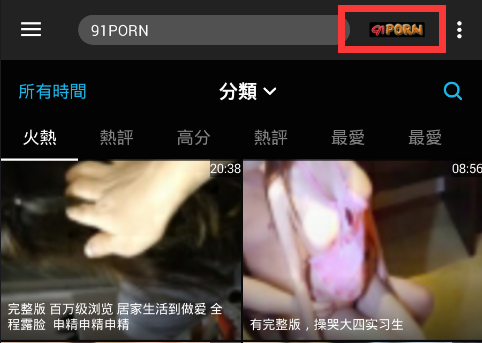 91PORN
91PORN
所有時間
分類
火熱
熱評
高分
熱評
最愛
最愛
20:38
08:56
完整版 百万级浏览 居家生活到做爱 全
程露脸 申精申精申精
有完整版，操哭大四实习生